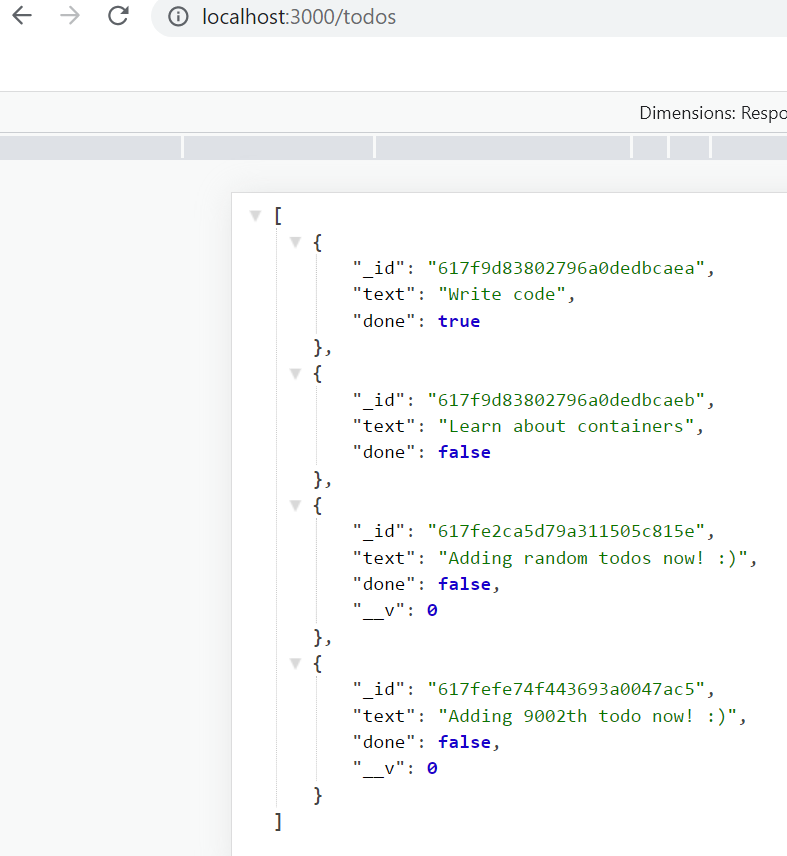 localhost:3000/todos
Dimensions: Respo
[
{
"_id": "617f9d83802796a0dedbcaea",
"text": "Write code",
"done": true
},
{
"_id": "617f9d83802796a0dedbcaeb",
"text": "Learn about containers",
"done": false
},
{
"_id": "617fe2ca5d79a311505c815e",
"text": "Adding random todos now! :)",
"done": false,
"__v": 0
},
{
"_id": "617fefe74f443693a0047ac5",
"text": "Adding 9002th todo now! :)",
"done": false,
"__v": 0
}
]